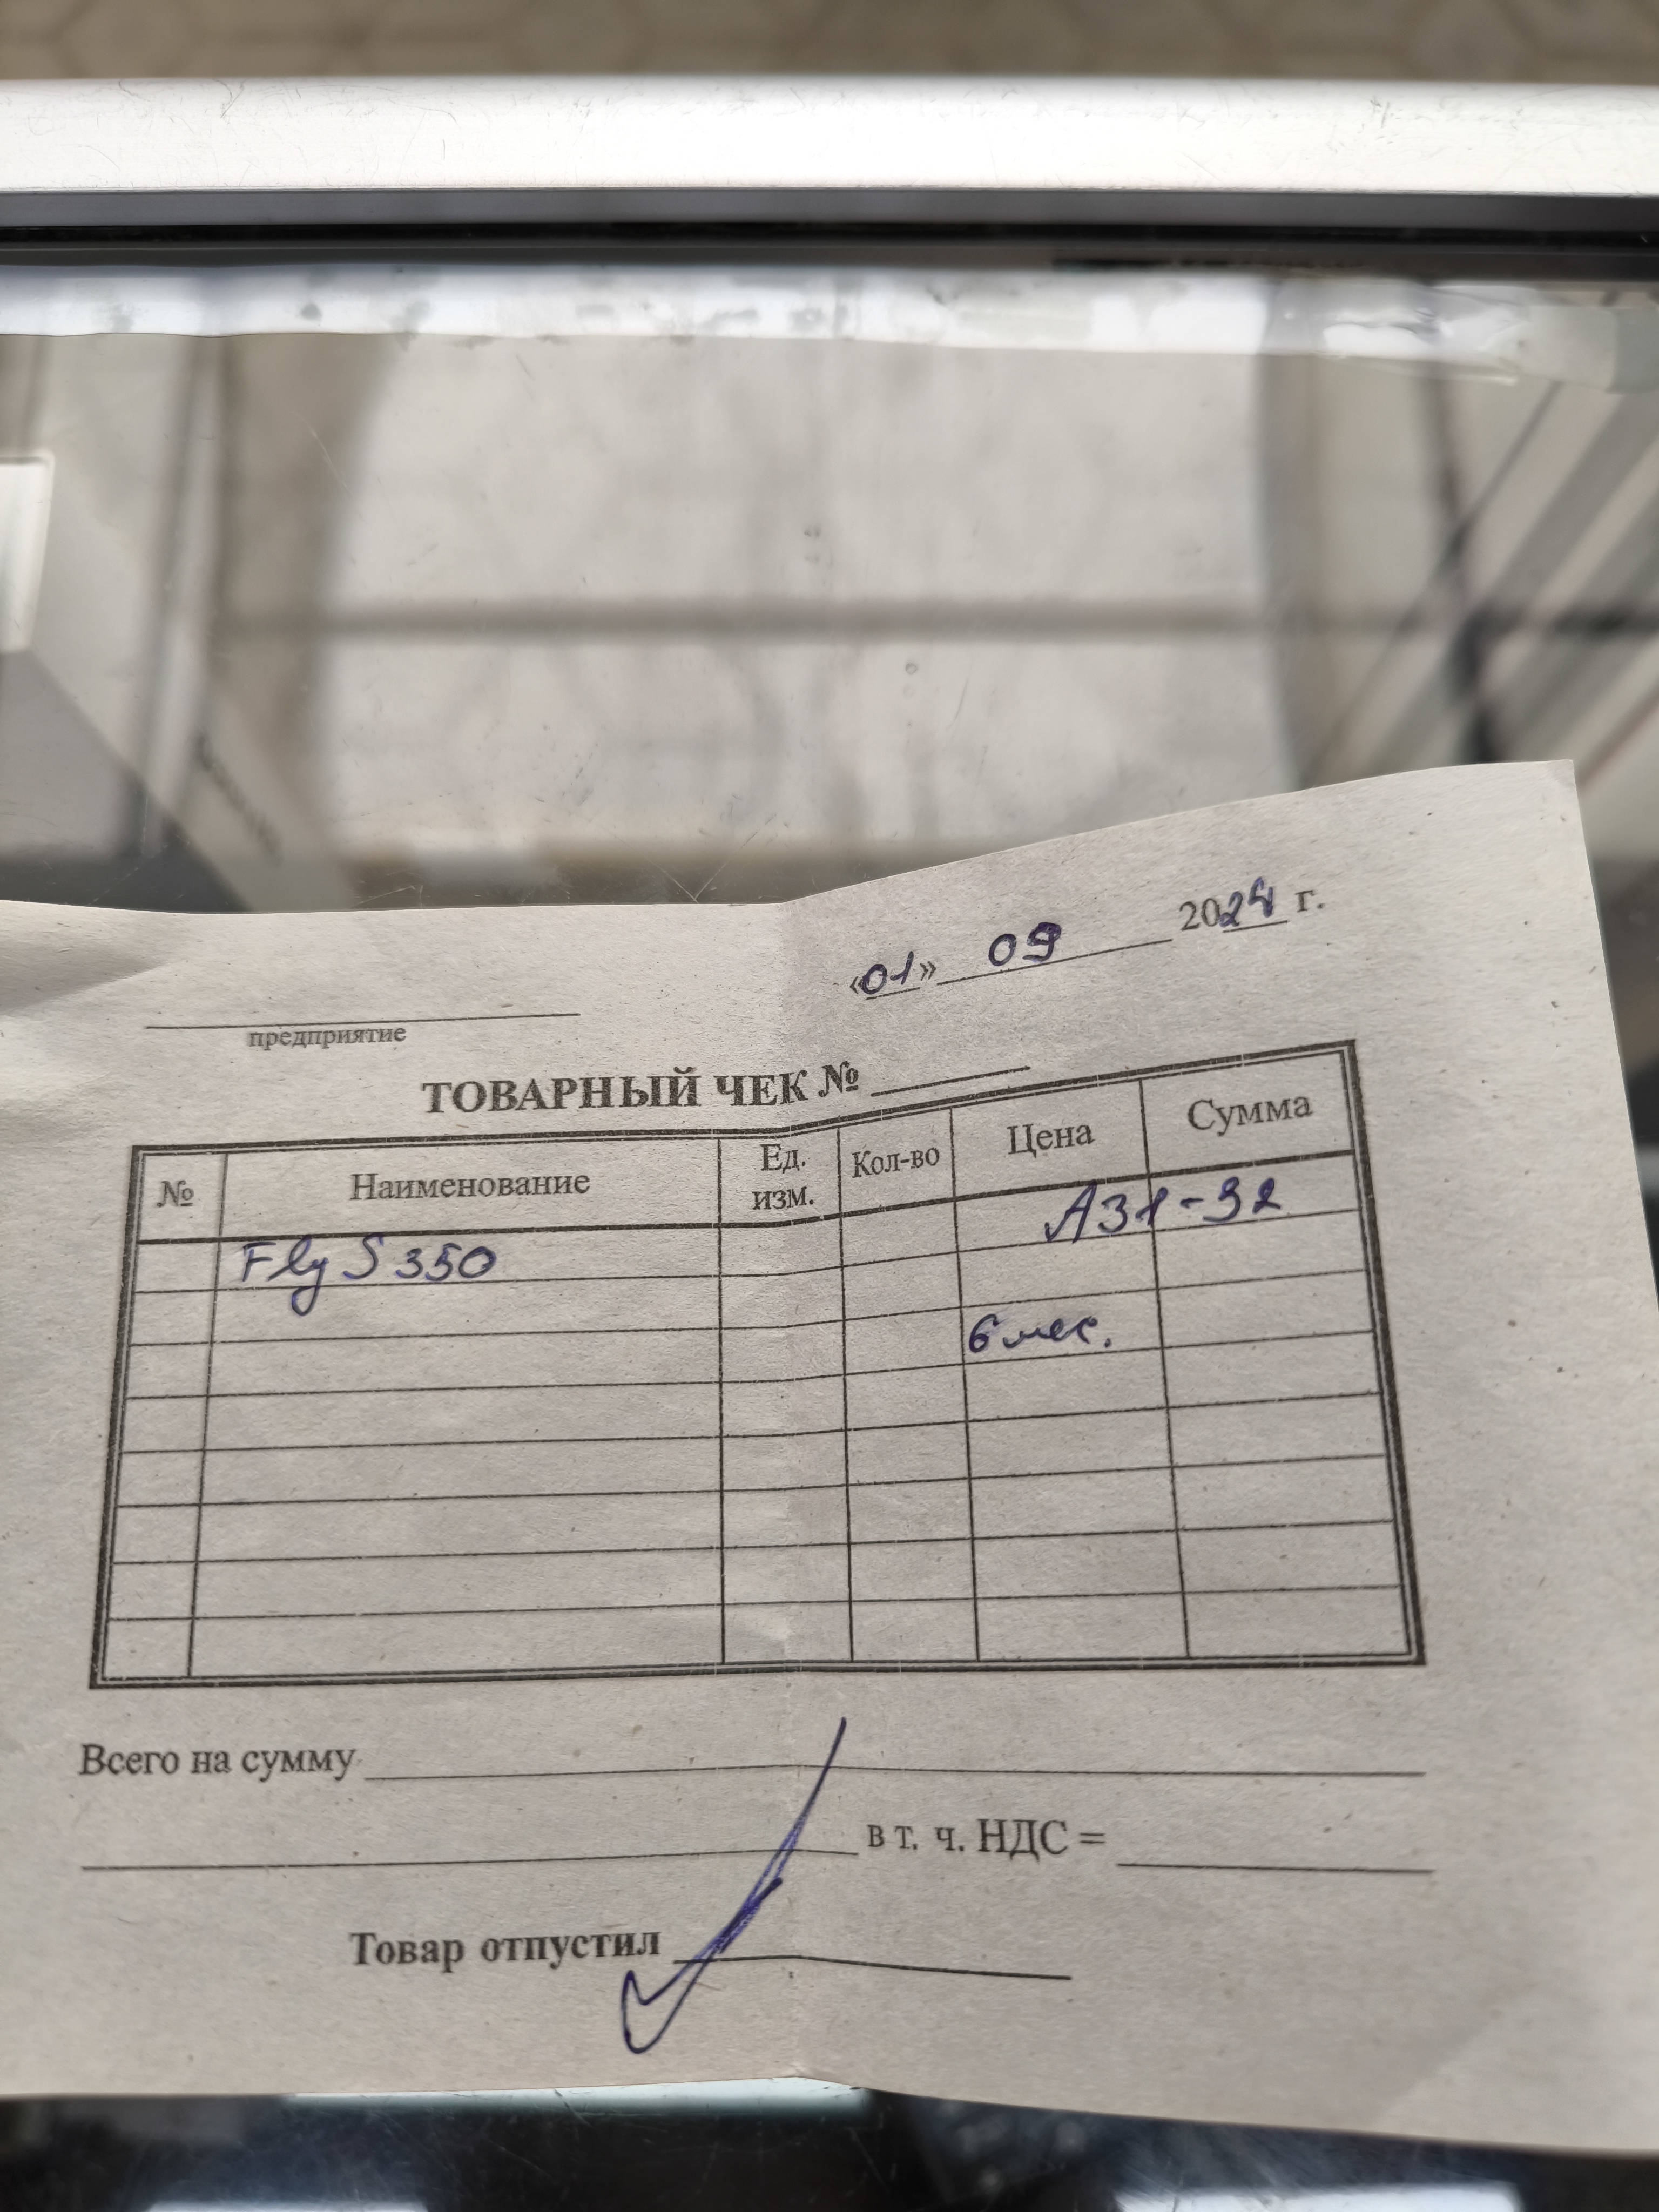 «01» 09 2024 г.
предприятие
ТОВАРНЫЙ ЧЕК №
№ Наименование Ед. изм. Кол-во Цена Сумма
Fly S 350 А31-32
6 мес.
Всего на сумму
в т. ч. НДС =
Товар отпустил